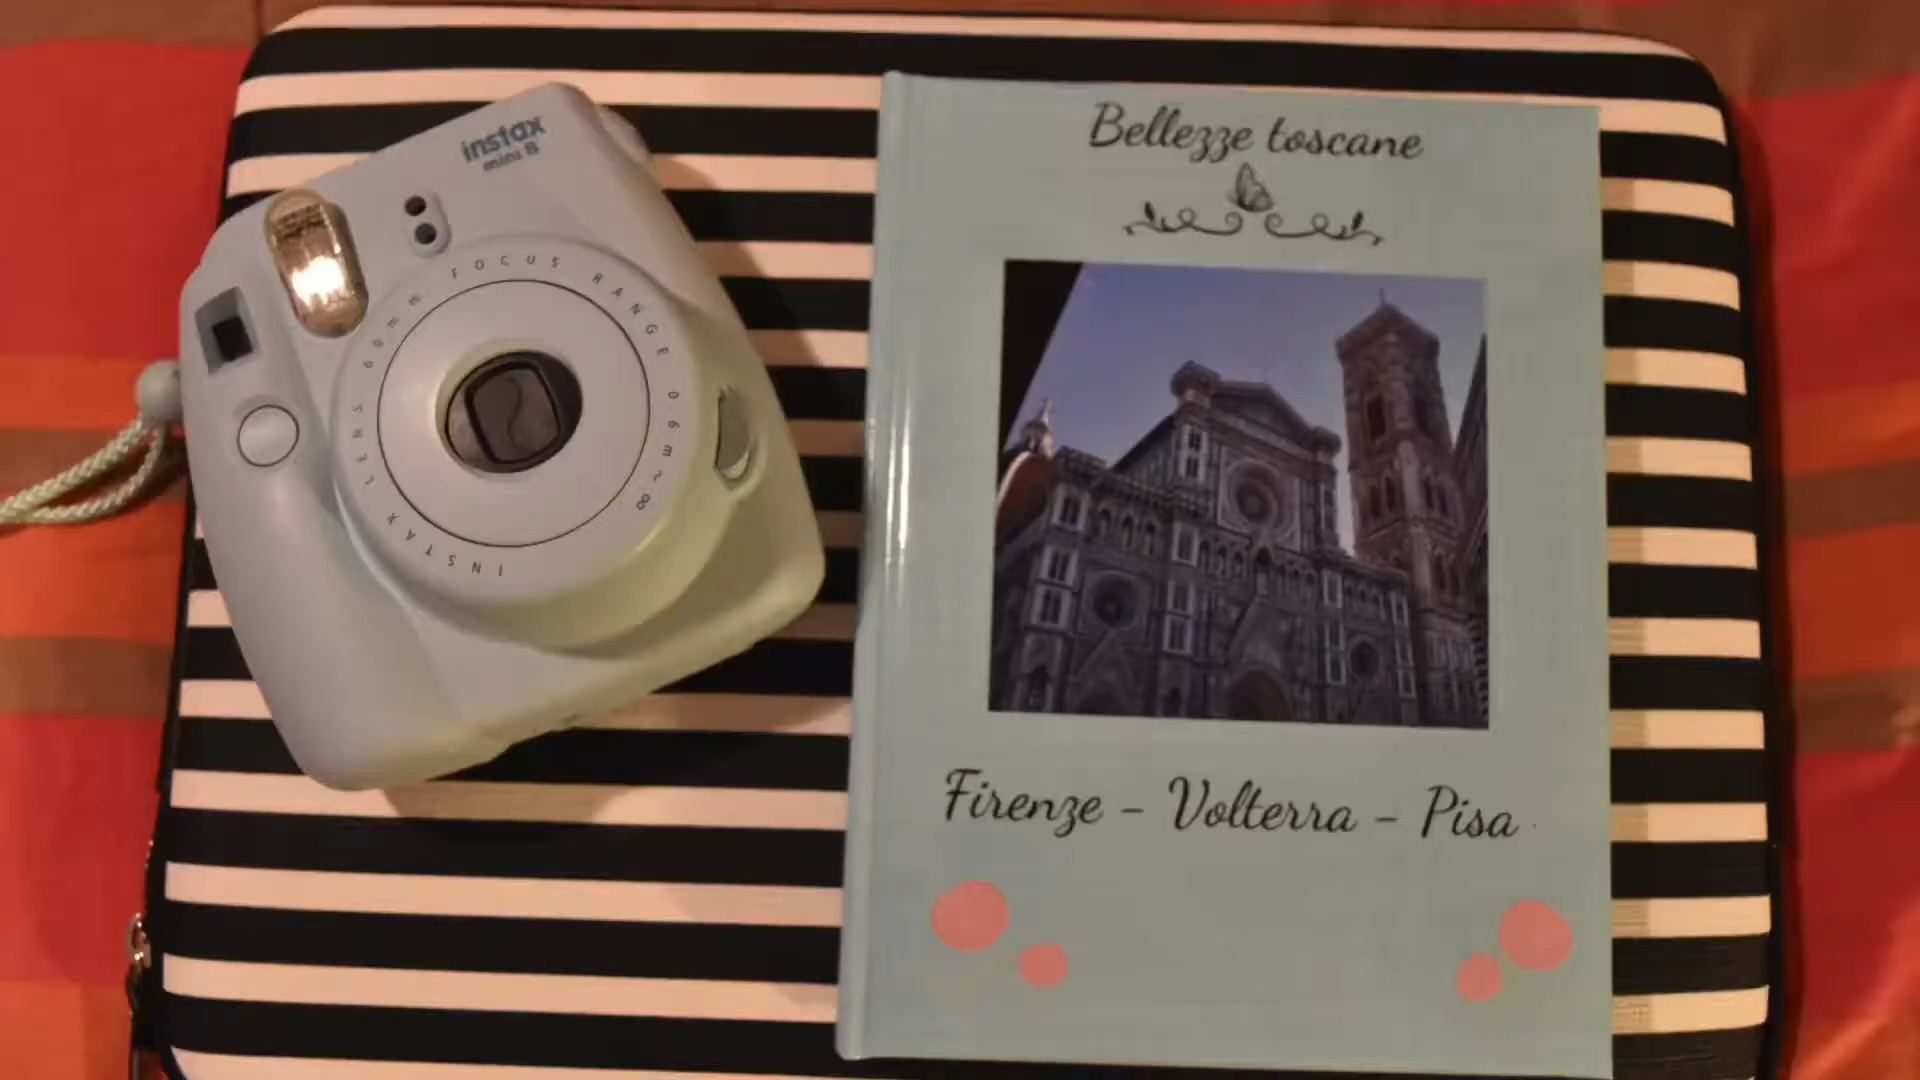 instax
mini 8
INSTAX LENS 60mm FOCUS RANGE 0.6m~∞
Bellezze toscane
Firenze - Volterra - Pisa